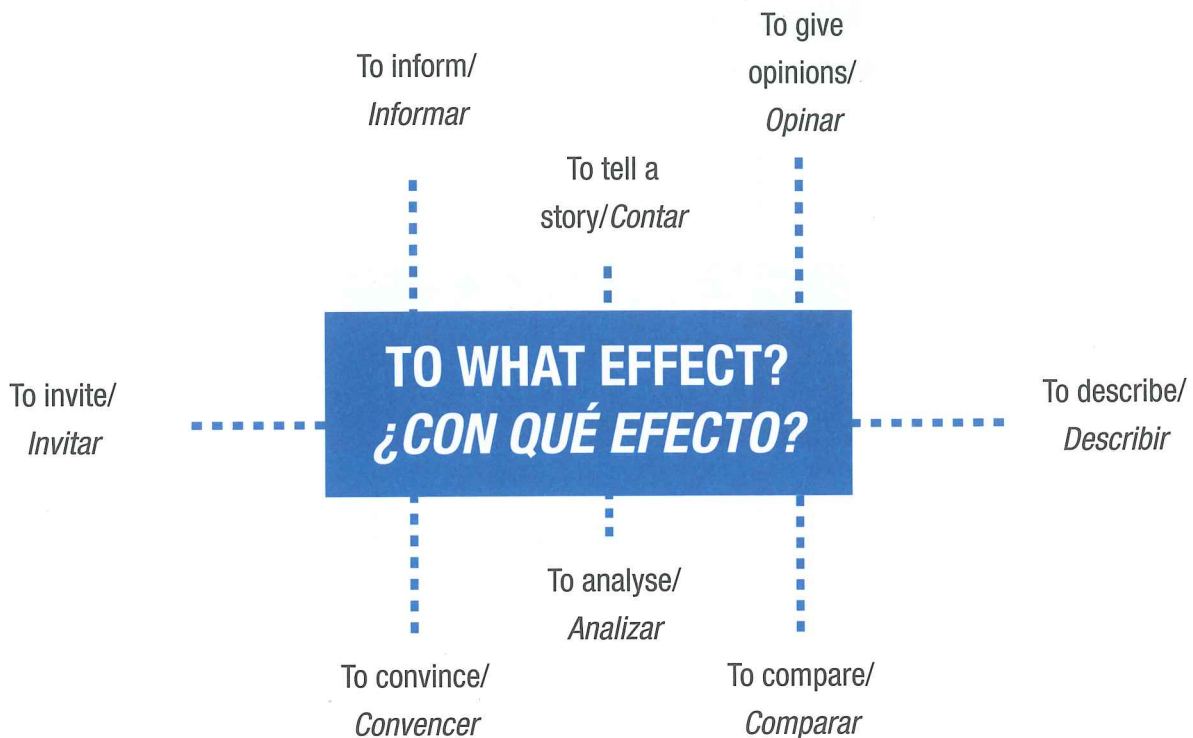 To give
opinions/
Opinar
To inform/
Informar
To tell a
story/Contar
TO WHAT EFFECT?
¿CON QUÉ EFECTO?
To invite/
Invitar
To describe/
Describir
To analyse/
Analizar
To convince/
Convencer
To compare/
Comparar